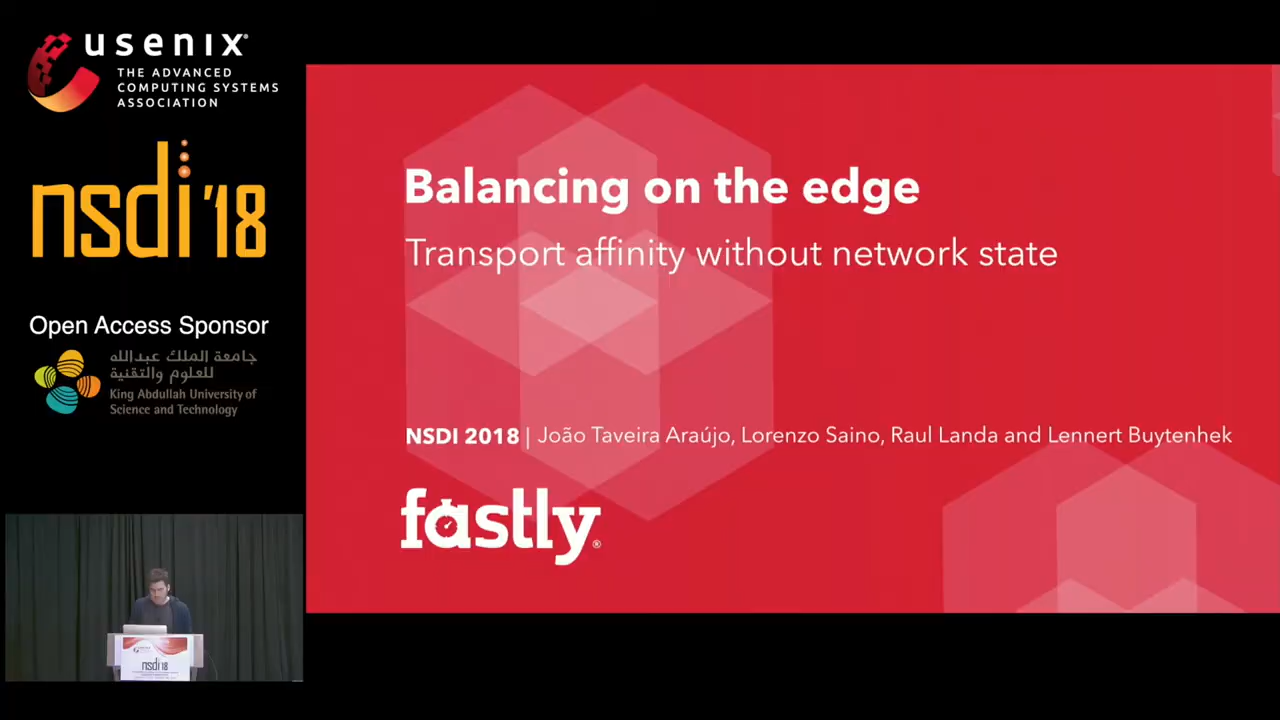 usenix
THE ADVANCED
COMPUTING SYSTEMS
ASSOCIATION
nsdi '18
Open Access Sponsor
جامعة الملك عبدالله
للعلوم والتقنية
King Abdullah University of
Science and Technology
Balancing on the edge
Transport affinity without network state
NSDI 2018 | João Taveira Araújo, Lorenzo Saino, Raul Landa and Lennert Buytenhek
fastly
nsdi18